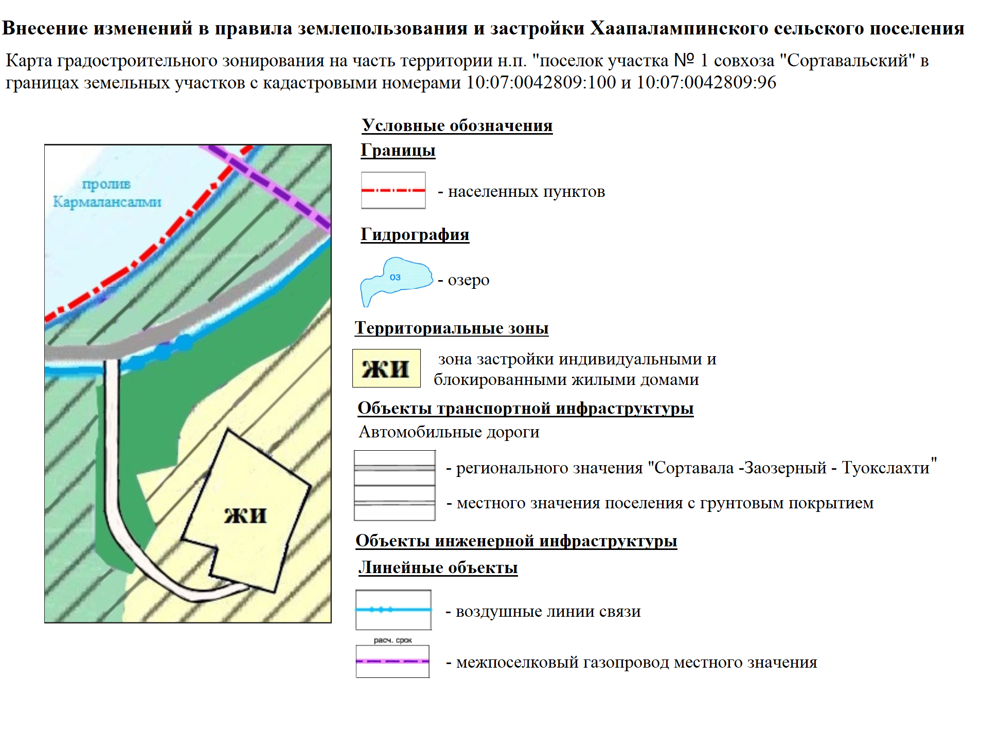 Внесение изменений в правила землепользования и застройки Хаапалампинского сельского поселения
Карта градостроительного зонирования на часть территории н.п. "поселок участка № 1 совхоза "Сортавальский" в
границах земельных участков с кадастровыми номерами 10:07:0042809:100 и 10:07:0042809:96
пролив
Кармалансалми
жи
Условные обозначения
Границы
- населенных пунктов
Гидрография
оз
- озеро
Территориальные зоны
жи
зона застройки индивидуальными и
блокированными жилыми домами
Объекты транспортной инфраструктуры
Автомобильные дороги
- регионального значения "Сортавала -Заозерный - Туокслахти"
- местного значения поселения с грунтовым покрытием
Объекты инженерной инфраструктуры
Линейные объекты
- воздушные линии связи
расч. срок
- межпоселковый газопровод местного значения